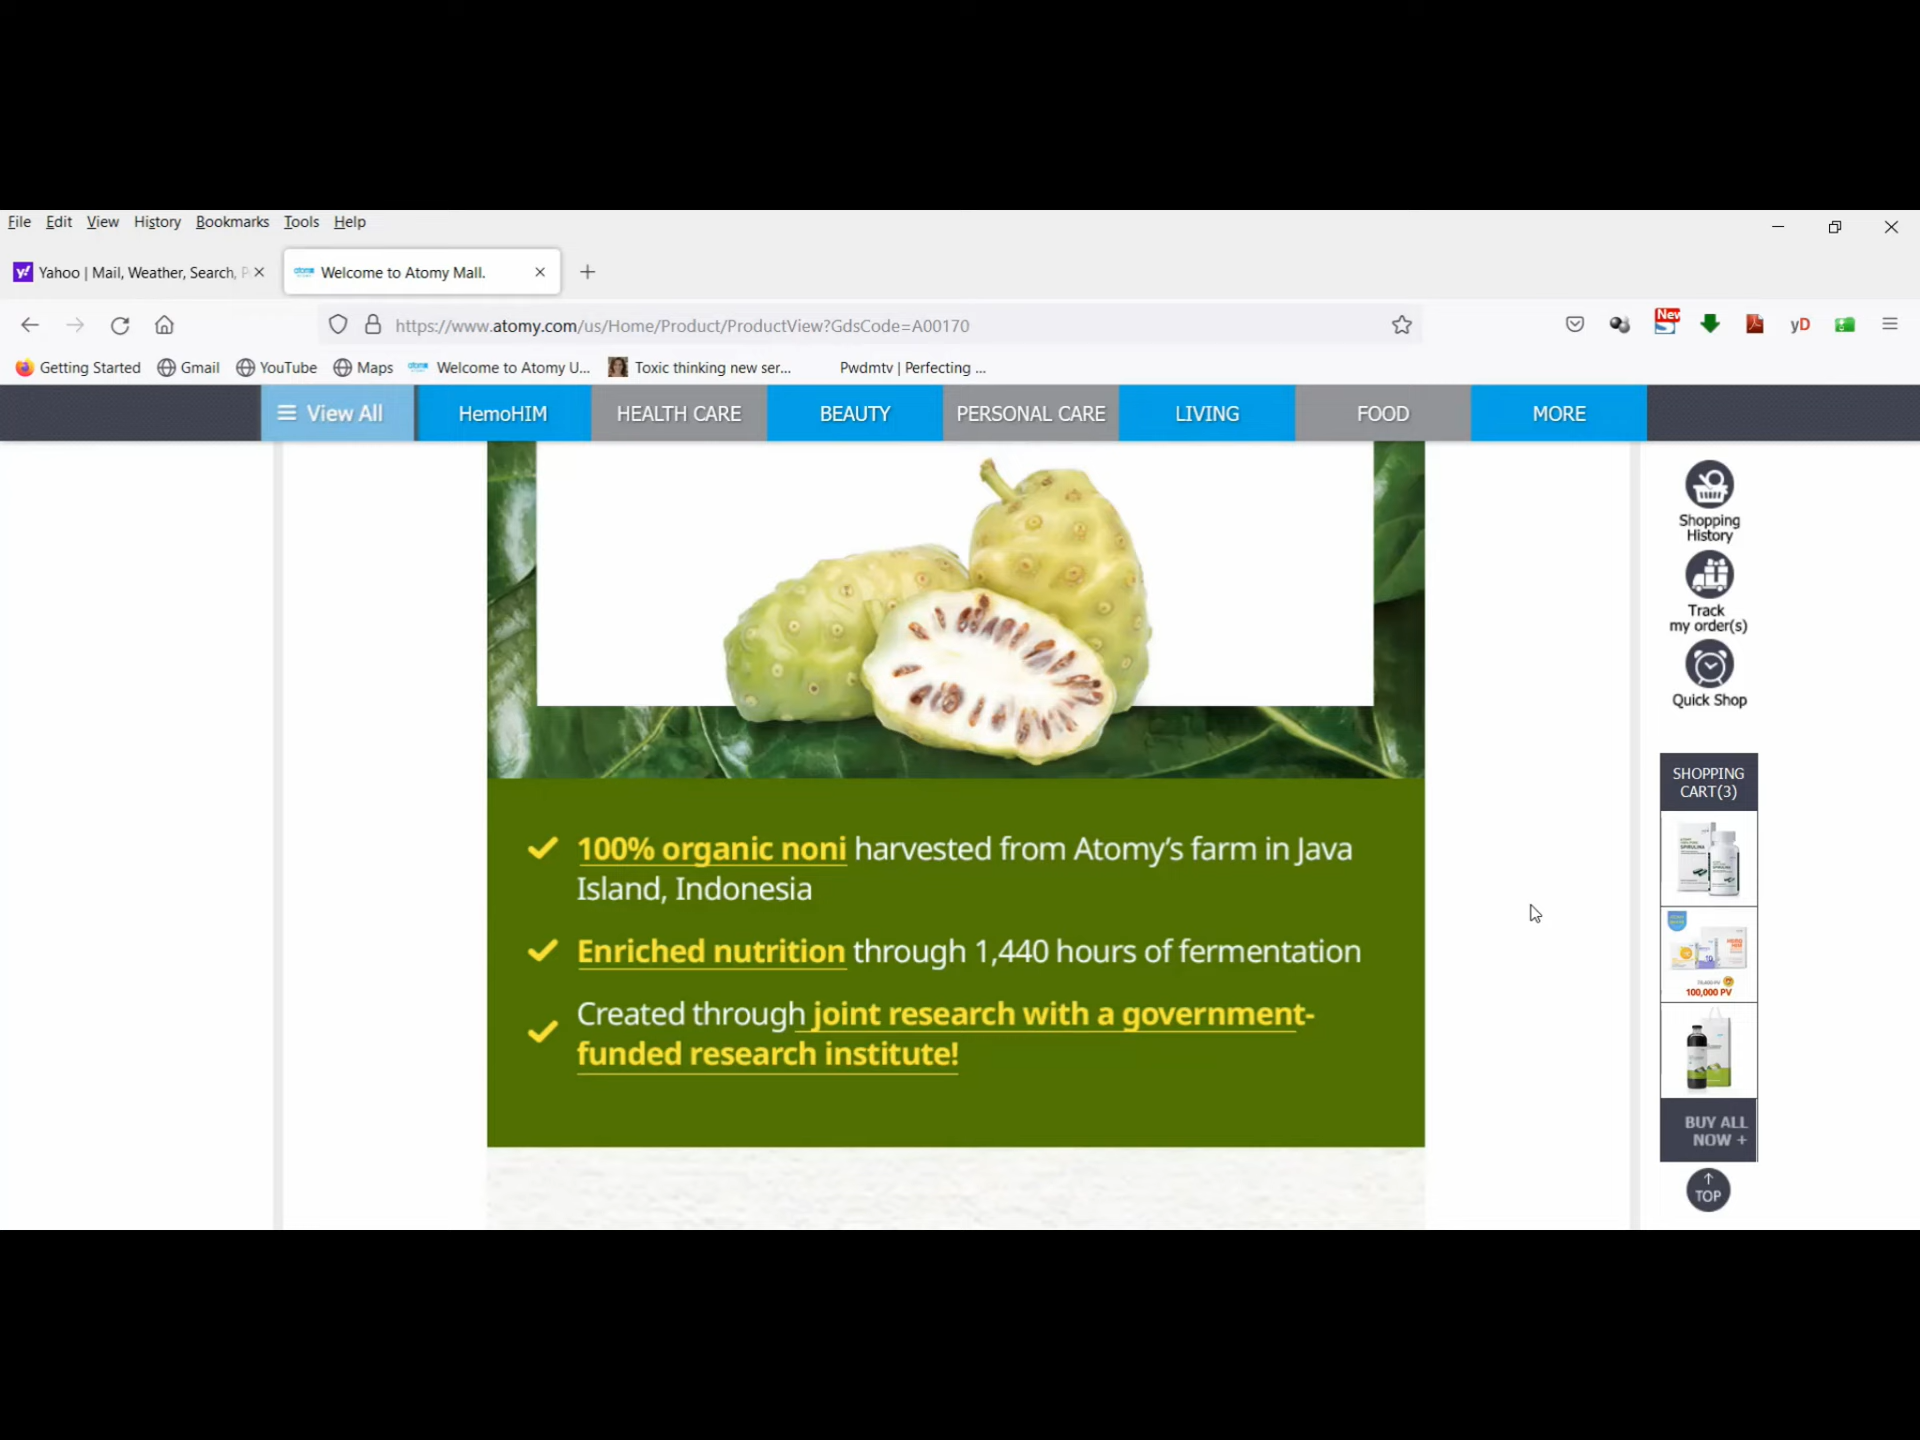 File Edit View History Bookmarks Tools Help
Yahoo | Mail, Weather, Search, P
Welcome to Atomy Mall.
https://www.atomy.com/us/Home/Product/ProductView?GdsCode=A00170
New
yD
Getting Started Gmail YouTube Maps Welcome to Atomy U... Toxic thinking new ser... Pwdmtv | Perfecting ...
View All HemoHIM HEALTH CARE BEAUTY PERSONAL CARE LIVING FOOD MORE
Shopping
History
Track
my order(s)
Quick Shop
SHOPPING
CART(3)
SPIRULINA
100,000 PV
BUY ALL
NOW +
TOP
100% organic noni harvested from Atomy's farm in Java
Island, Indonesia
Enriched nutrition through 1,440 hours of fermentation
Created through joint research with a government-
funded research institute!